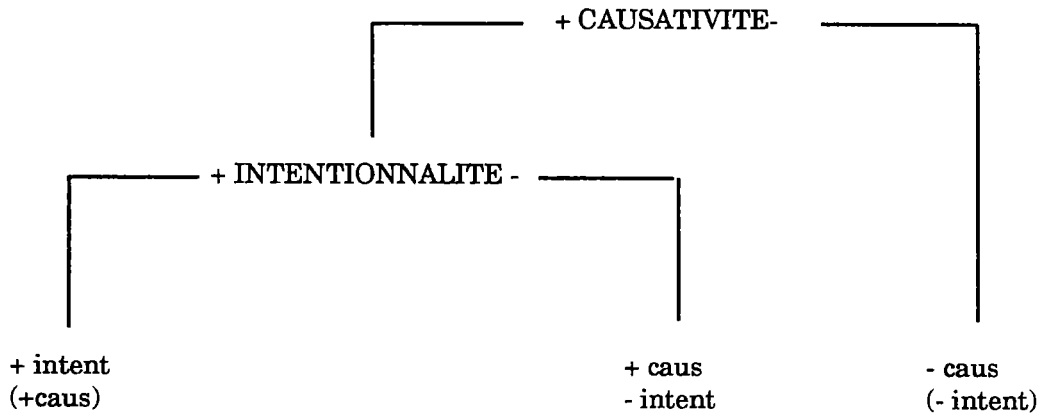 + CAUSATIVITE-
+ INTENTIONNALITE -
+ intent
(+caus)
+ caus
- intent
- caus
(- intent)